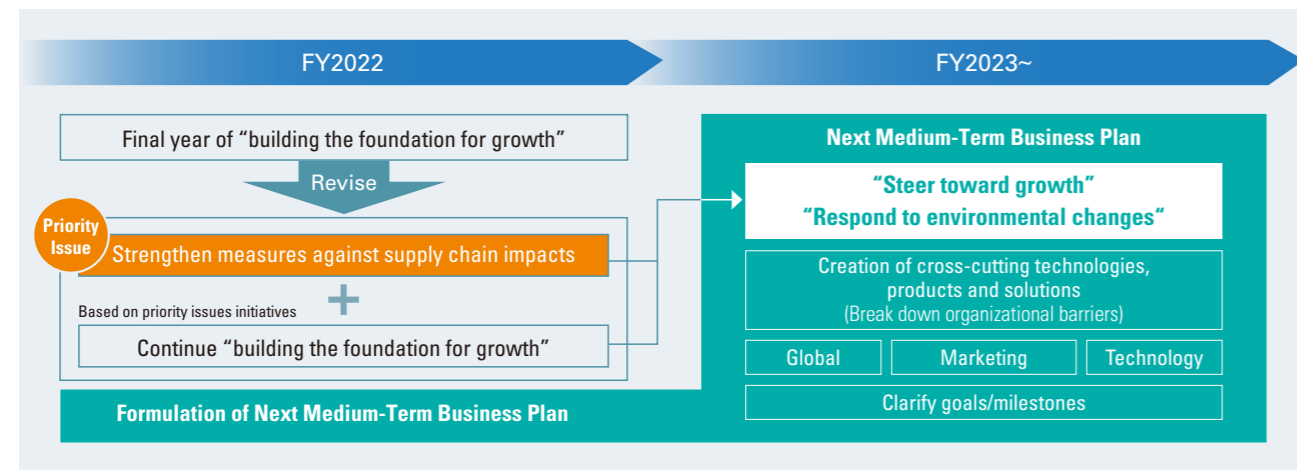 FY2022
FY2023~
Final year of “building the foundation for growth”
Revise
Priority
Issue
Strengthen measures against supply chain impacts
+
Based on priority issues initiatives
Continue “building the foundation for growth”
Formulation of Next Medium-Term Business Plan
Next Medium-Term Business Plan
“Steer toward growth”
“Respond to environmental changes“
Creation of cross-cutting technologies,
products and solutions
(Break down organizational barriers)
Global
Marketing
Technology
Clarify goals/milestones